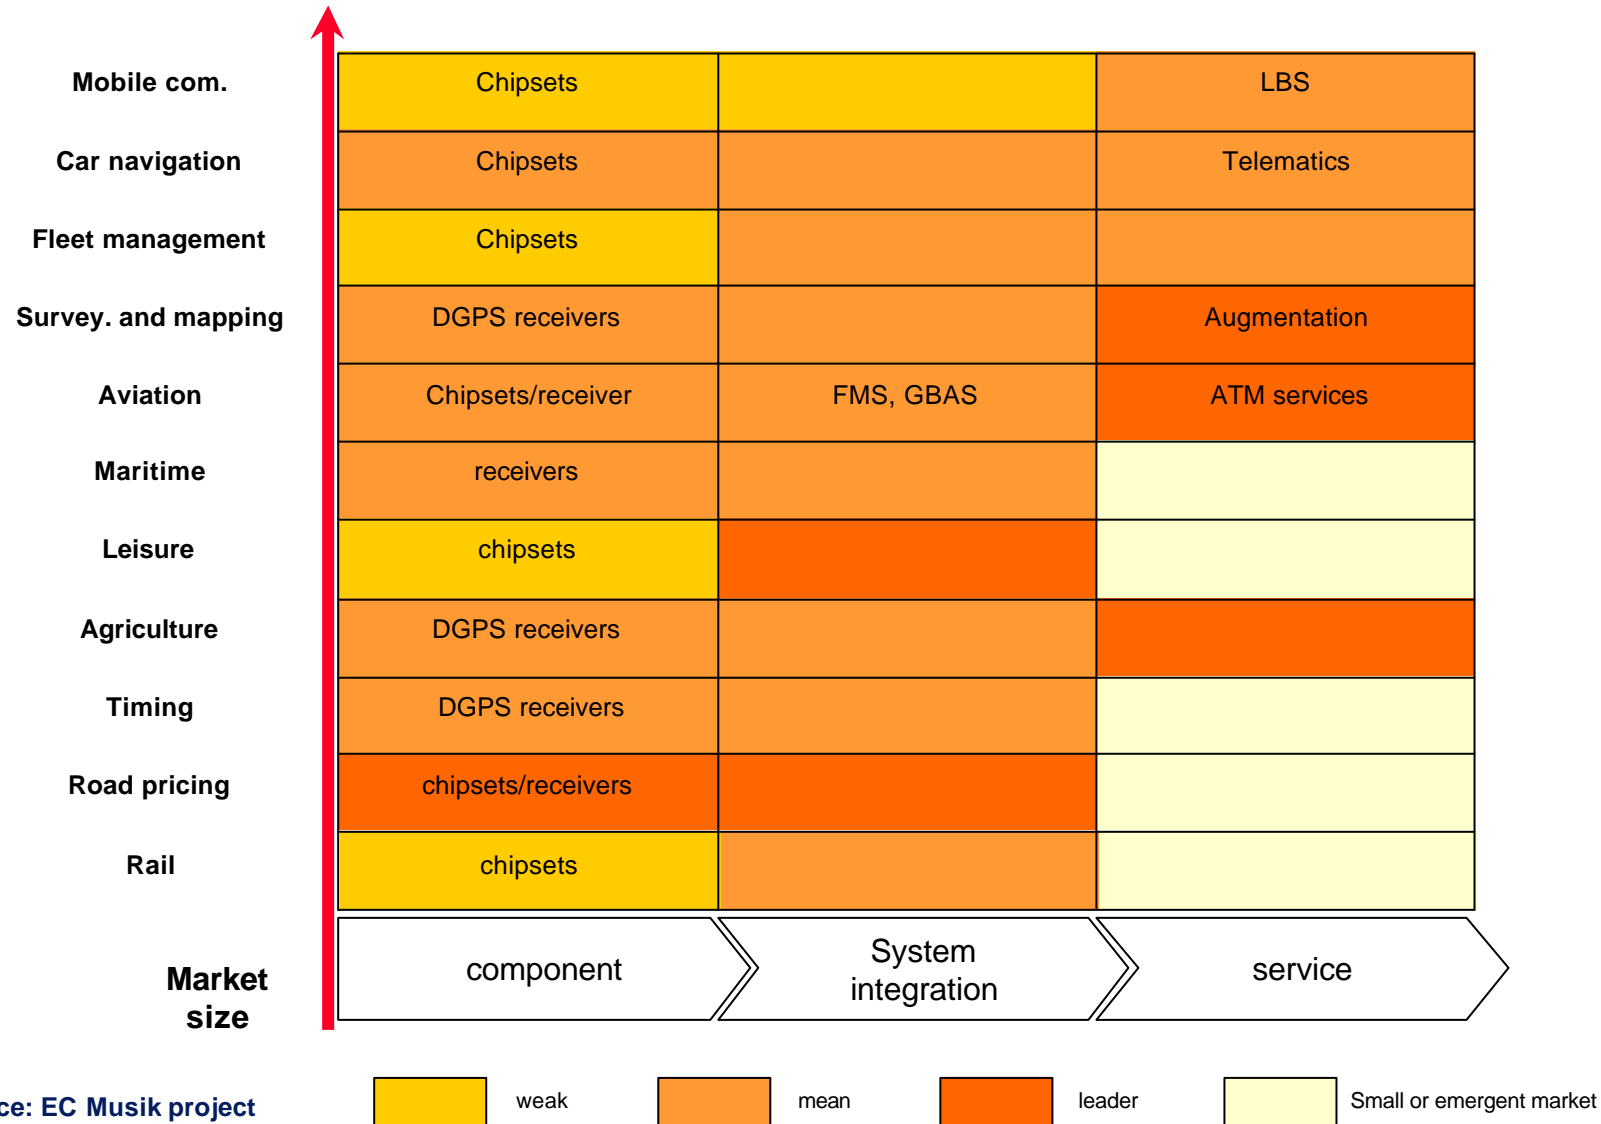 Mobile com.
Chipsets
LBS
Car navigation
Chipsets
Telematics
Fleet management
Chipsets
Survey. and mapping
DGPS receivers
Augmentation
Aviation
Chipsets/receiver
FMS, GBAS
ATM services
Maritime
receivers
Leisure
chipsets
Agriculture
DGPS receivers
Timing
DGPS receivers
Road pricing
chipsets/receivers
Rail
chipsets
Market
size
component
System
integration
service
ce: EC Musik project
weak
mean
leader
Small or emergent market